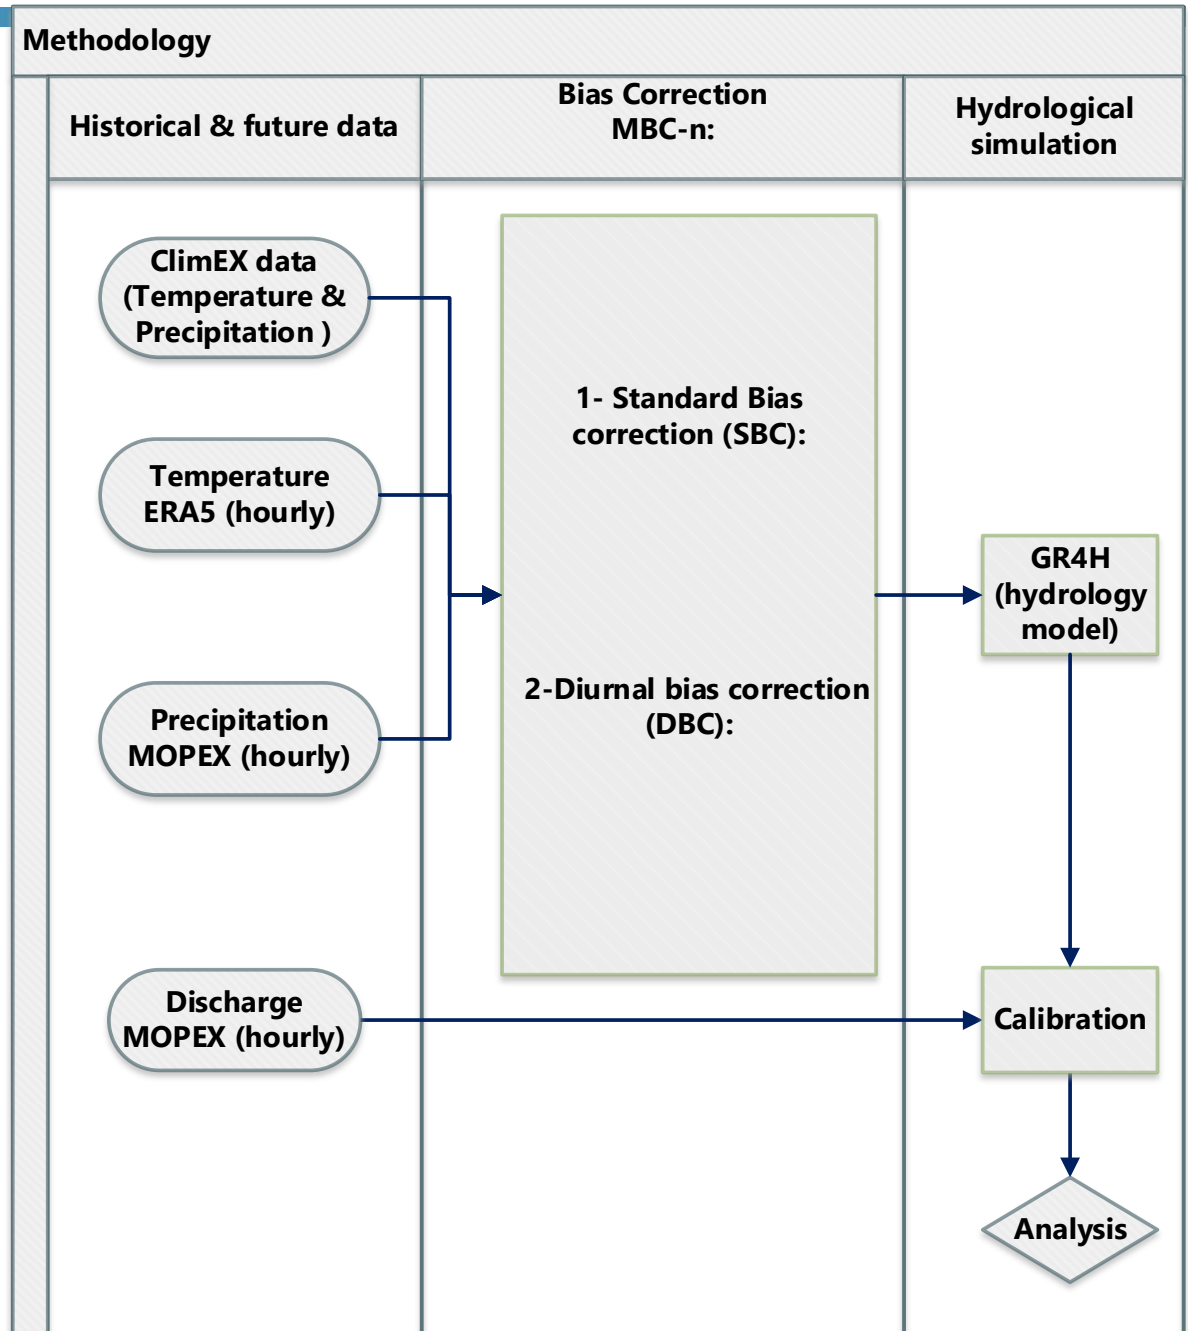 Methodology
Historical & future data
Bias Correction
MBC-n:
Hydrological
simulation
ClimEX data
(Temperature &
Precipitation )
Temperature
ERA5 (hourly)
Precipitation
MOPEX (hourly)
Discharge
MOPEX (hourly)
1- Standard Bias
correction (SBC):
2-Diurnal bias correction
(DBC):
GR4H
(hydrology
model)
Calibration
Analysis